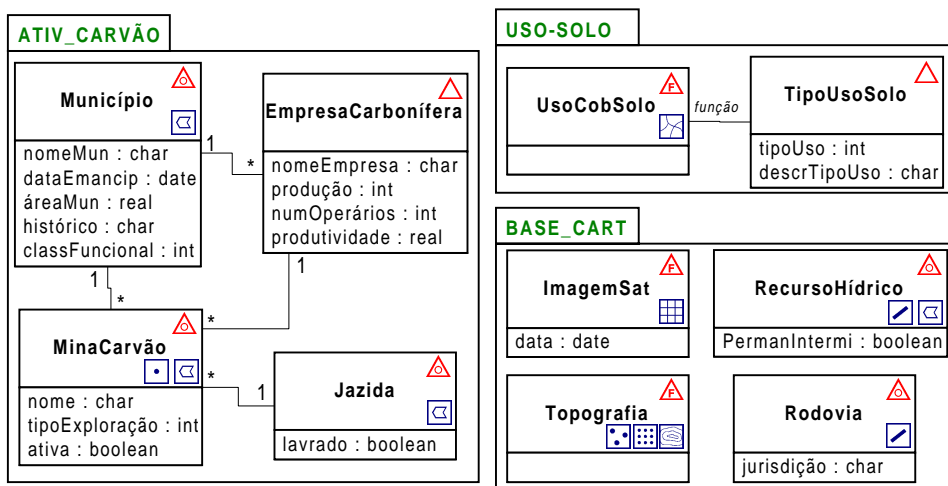 ATIV_CARVÃO
Município
nomeMun : char
dataEmancip : date
áreaMun : real
histórico : char
classFuncional : int
EmpresaCarbonífera
nomeEmpresa : char
produção : int
numOperários : int
produtividade : real
1
*
1
*
1
*
MinaCarvão
nome : char
tipoExploração : int
ativa : boolean
*
1
Jazida
lavrado : boolean
USO-SOLO
F
UsoCobSolo
função
TipoUsoSolo
tipoUso : int
descrTipoUso : char
BASE_CART
F
ImagemSat
data : date
RecursoHídrico
PermanIntermi : boolean
F
Topografia
Rodovia
jurisdição : char